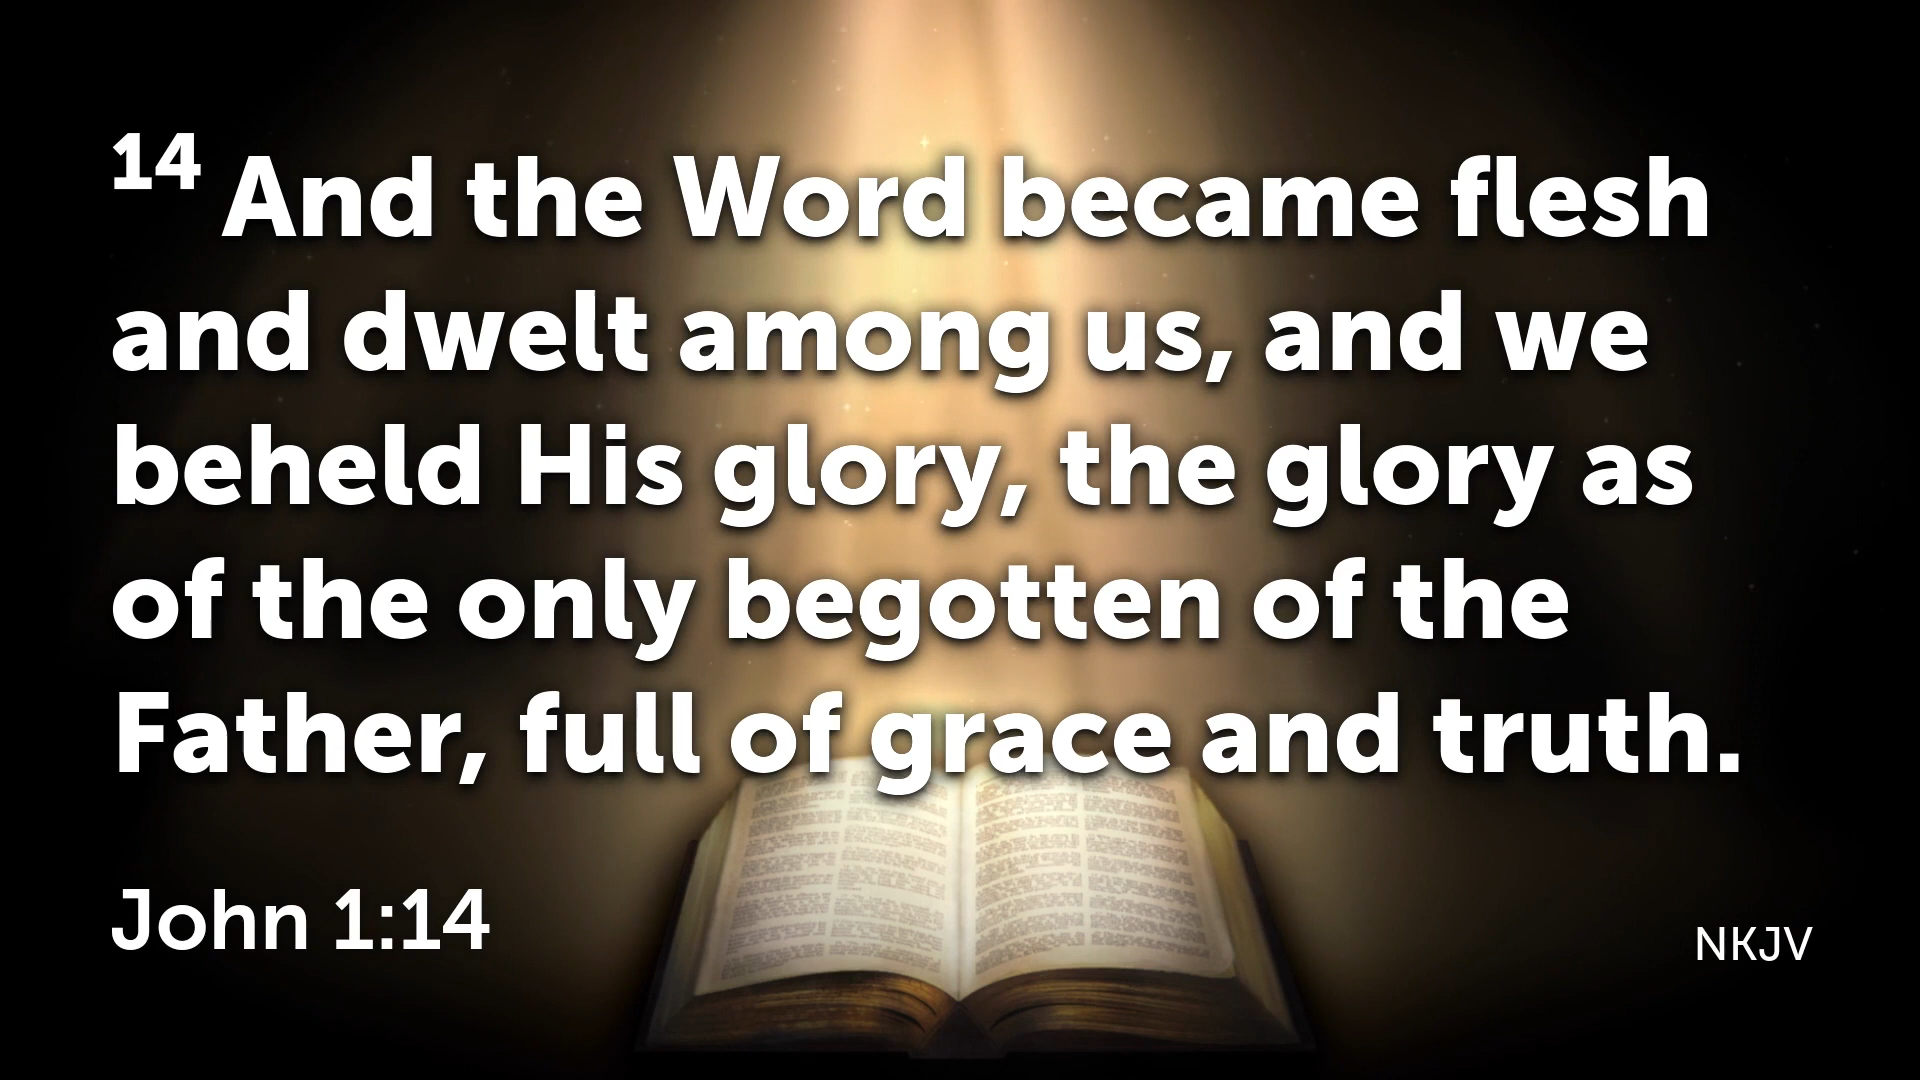 14 And the Word became flesh
and dwelt among us, and we
beheld His glory, the glory as
of the only begotten of the
Father, full of grace and truth.
John 1:14
NKJV